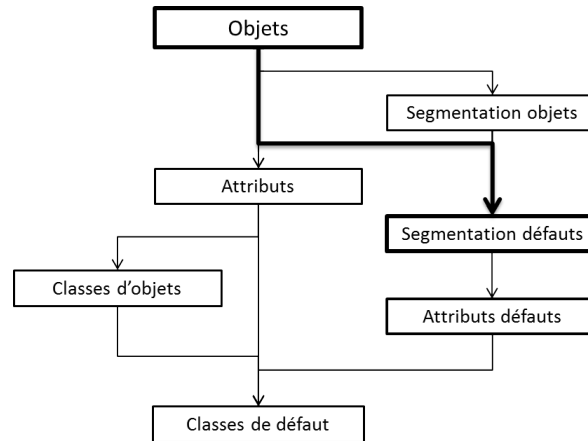 Objets
Segmentation objets
Attributs
Segmentation défauts
Classes d'objets
Attributs défauts
Classes de défaut